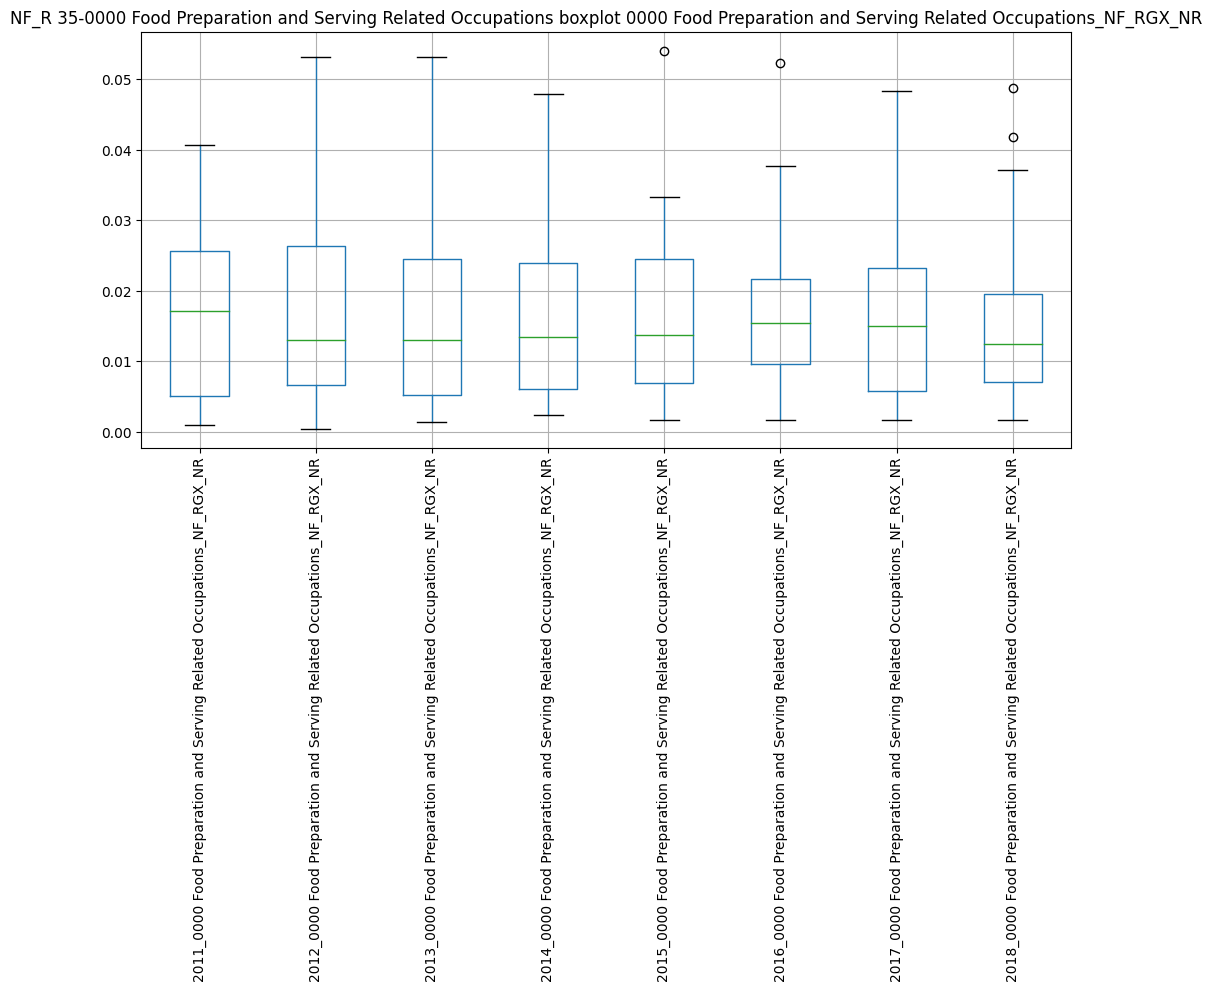 NF_R 35-0000 Food Preparation and Serving Related Occupations boxplot 0000 Food Preparation and Serving Related Occupations_NF_RGX_NR
0.05
0.04
0.03
0.02
0.01
0.00
2011_0000 Food Preparation and Serving Related Occupations_NF_RGX_NR
2012_0000 Food Preparation and Serving Related Occupations_NF_RGX_NR
2013_0000 Food Preparation and Serving Related Occupations_NF_RGX_NR
2014_0000 Food Preparation and Serving Related Occupations_NF_RGX_NR
2015_0000 Food Preparation and Serving Related Occupations_NF_RGX_NR
2016_0000 Food Preparation and Serving Related Occupations_NF_RGX_NR
2017_0000 Food Preparation and Serving Related Occupations_NF_RGX_NR
2018_0000 Food Preparation and Serving Related Occupations_NF_RGX_NR